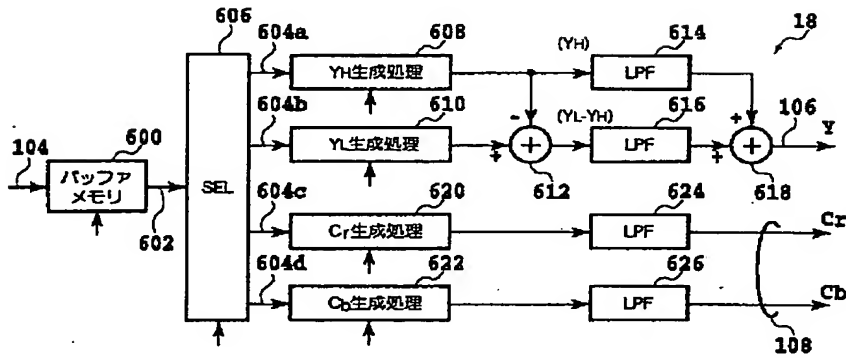 606
604a
608
(YH)
614
18
YH生成処理
LPF
604b
610
-
(YL-YH)
616
+
106
Y
104
600
YL生成処理
+
+
LPF
+
+
バッファ
メモリ
SEL
612
618
602
604c
620
624
Cr生成処理
LPF
Cr
604d
622
626
Cb生成処理
LPF
Cb
108